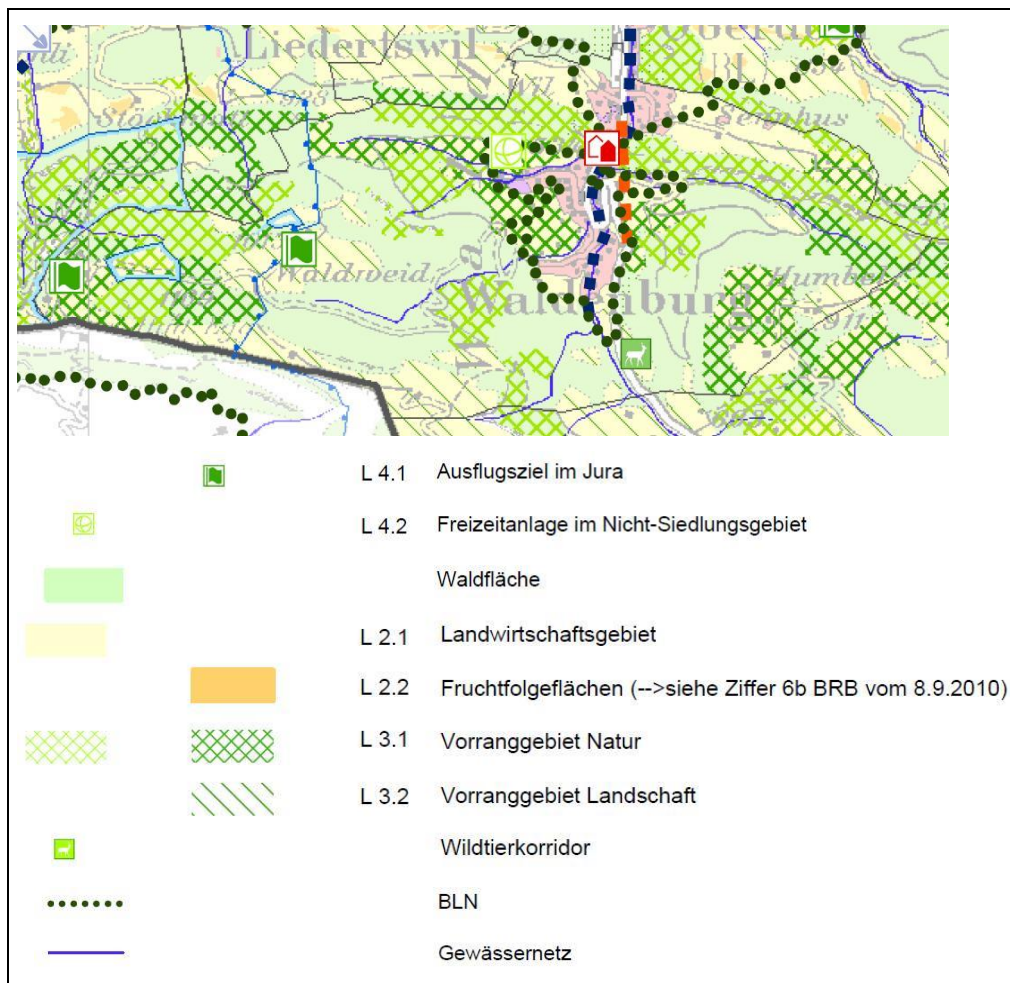 Liedertswil
Waldweid
Waldenburg
L 4.1 Ausflugsziel im Jura
L 4.2 Freizeitanlage im Nicht-Siedlungsgebiet
Waldfläche
L 2.1 Landwirtschaftsgebiet
L 2.2 Fruchtfolgeflächen (-->siehe Ziffer 6b BRB vom 8.9.2010)
L 3.1 Vorranggebiet Natur
L 3.2 Vorranggebiet Landschaft
Wildtierkorridor
BLN
Gewässernetz